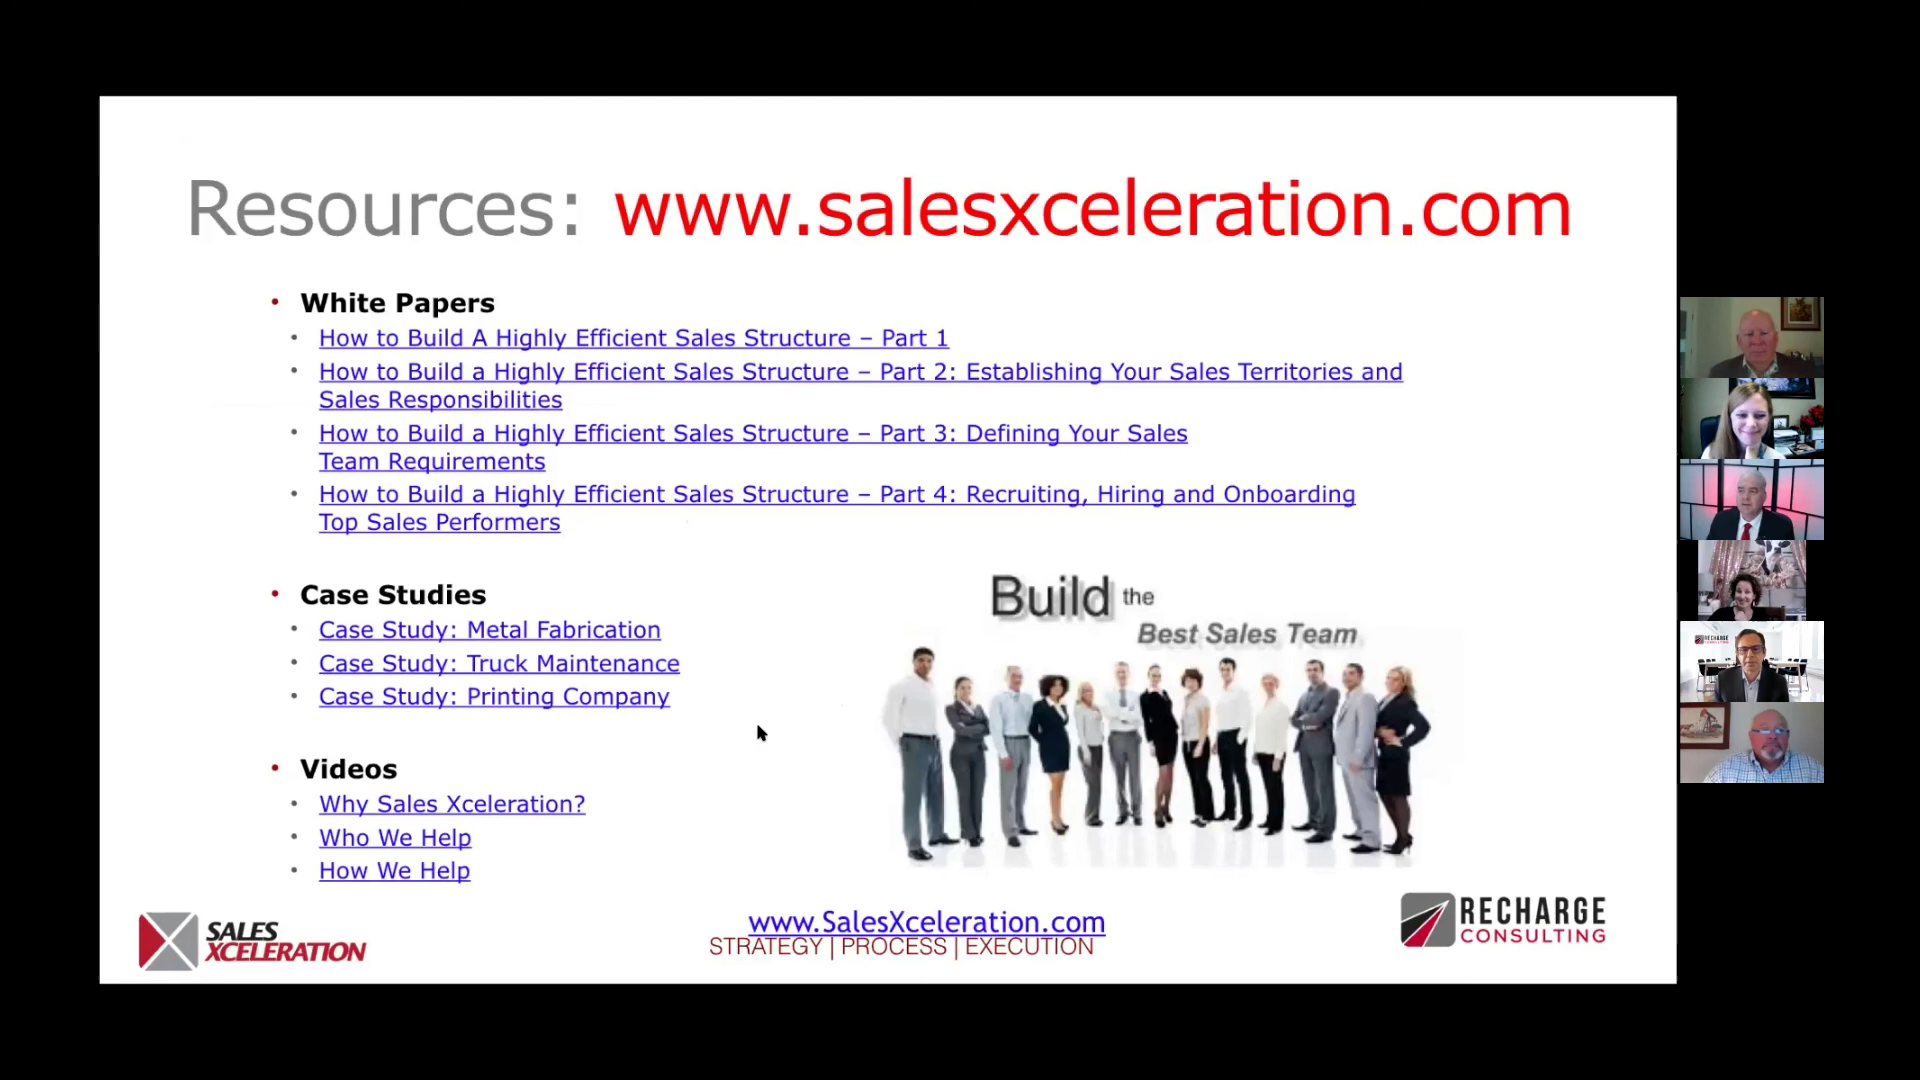 Resources: www.salesxceleration.com
• White Papers
• How to Build A Highly Efficient Sales Structure – Part 1
• How to Build a Highly Efficient Sales Structure – Part 2: Establishing Your Sales Territories and
Sales Responsibilities
• How to Build a Highly Efficient Sales Structure – Part 3: Defining Your Sales
Team Requirements
• How to Build a Highly Efficient Sales Structure – Part 4: Recruiting, Hiring and Onboarding
Top Sales Performers
• Case Studies
• Case Study: Metal Fabrication
• Case Study: Truck Maintenance
• Case Study: Printing Company
Build the
Best Sales Team
• Videos
• Why Sales Xceleration?
• Who We Help
• How We Help
SALES
XCELERATION
www.SalesXceleration.com
STRATEGY | PROCESS | EXECUTION
RECHARGE
CONSULTING
RECHARGE